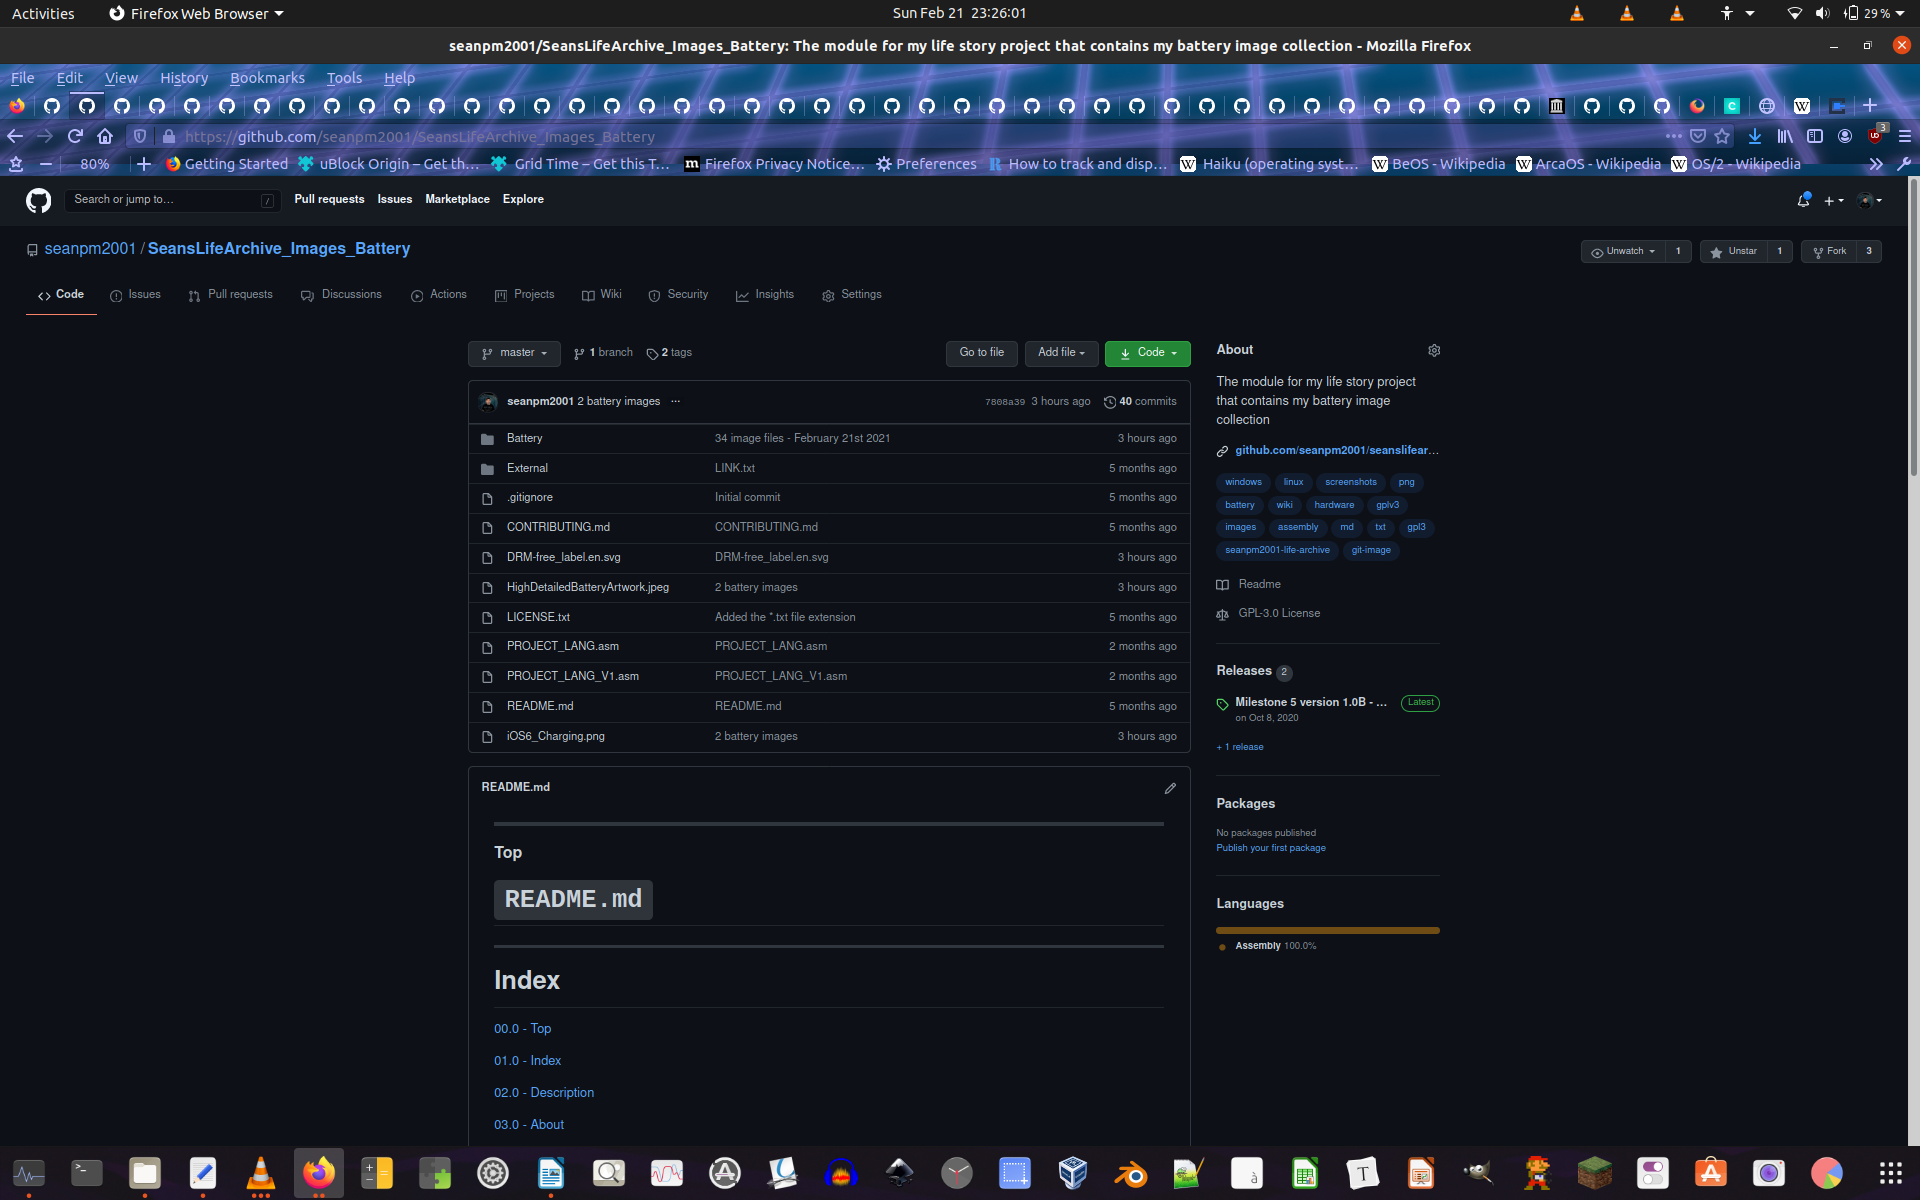 Activities
Firefox Web Browser
Sun Feb 21 23:26:01
29 %
seanpm2001/SeansLifeArchive_Images_Battery: The module for my life story project that contains my battery image collection - Mozilla Firefox
File Edit View History Bookmarks Tools Help
https://github.com/seanpm2001/SeansLifeArchive_Images_Battery
3
80%
Getting Started
uBlock Origin – Get th…
Grid Time – Get this T…
Firefox Privacy Notice…
Preferences
How to track and disp…
Haiku (operating syst…
BeOS - Wikipedia
ArcaOS - Wikipedia
OS/2 - Wikipedia
Search or jump to…
/
Pull requests Issues Marketplace Explore
seanpm2001 / SeansLifeArchive_Images_Battery
Unwatch 1
Unstar 1
Fork 3
Code Issues Pull requests Discussions Actions Projects Wiki Security Insights Settings
master 1 branch 2 tags
Go to file Add file Code
seanpm2001 2 battery images ... 7808a39 3 hours ago 40 commits
Battery 34 image files - February 21st 2021 3 hours ago
External LINK.txt 5 months ago
.gitignore Initial commit 5 months ago
CONTRIBUTING.md CONTRIBUTING.md 5 months ago
DRM-free_label.en.svg DRM-free_label.en.svg 3 hours ago
HighDetailedBatteryArtwork.jpeg 2 battery images 3 hours ago
LICENSE.txt Added the *.txt file extension 5 months ago
PROJECT_LANG.asm PROJECT_LANG.asm 2 months ago
PROJECT_LANG_V1.asm PROJECT_LANG_V1.asm 2 months ago
README.md README.md 5 months ago
iOS6_Charging.png 2 battery images 3 hours ago
README.md
Top
README.md
Index
00.0 - Top
01.0 - Index
02.0 - Description
03.0 - About
About
The module for my life story project
that contains my battery image
collection
github.com/seanpm2001/seanslifear…
windows linux screenshots png
battery wiki hardware gplv3
images assembly md txt gpl3
seanpm2001-life-archive git-image
Readme
GPL-3.0 License
Releases 2
Milestone 5 version 1.0B - … Latest
on Oct 8, 2020
+ 1 release
Packages
No packages published
Publish your first package
Languages
Assembly 100.0%